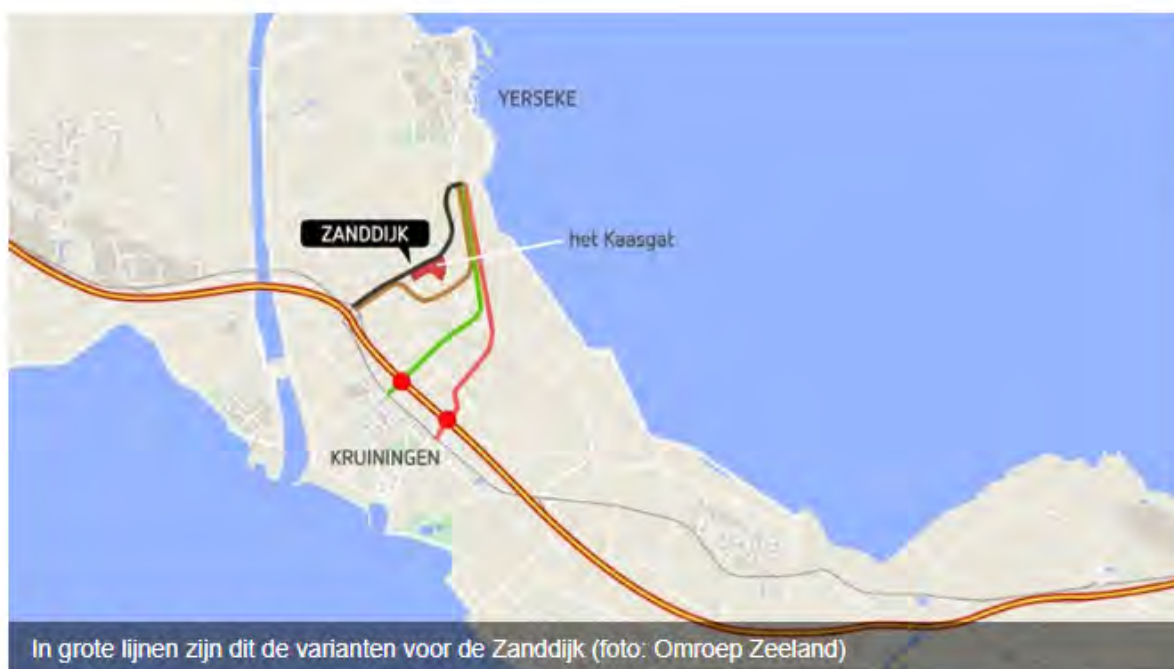 YERSEKE
ZANDDIJK
het Kaasgat
KRUININGEN
In grote lijnen zijn dit de varianten voor de Zanddijk (foto: Omroep Zeeland)